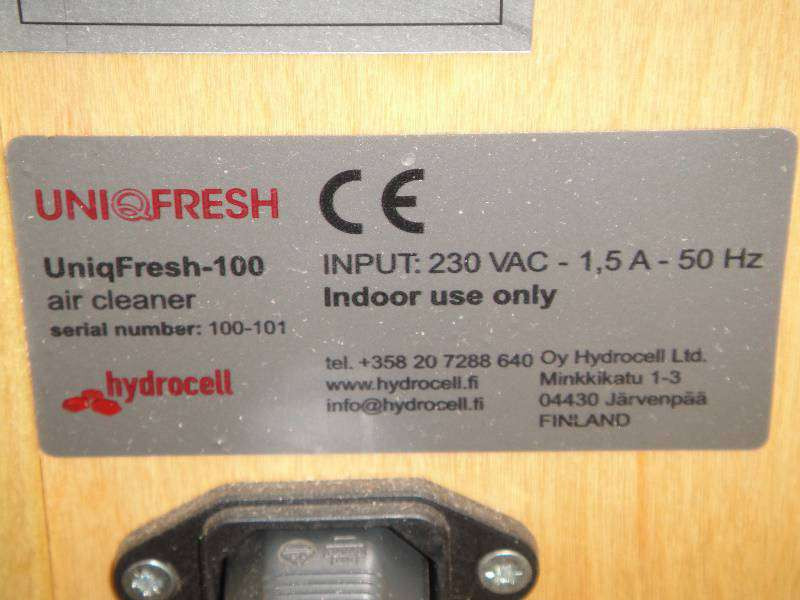 UNIQFRESH
CE
UniqFresh-100
air cleaner
serial number: 100-101
hydrocell
INPUT: 230 VAC - 1,5 A - 50 Hz
Indoor use only
tel. +358 20 7288 640
www.hydrocell.fi
info@hydrocell.fi
Oy Hydrocell Ltd.
Minkkikatu 1-3
04430 Järvenpää
FINLAND